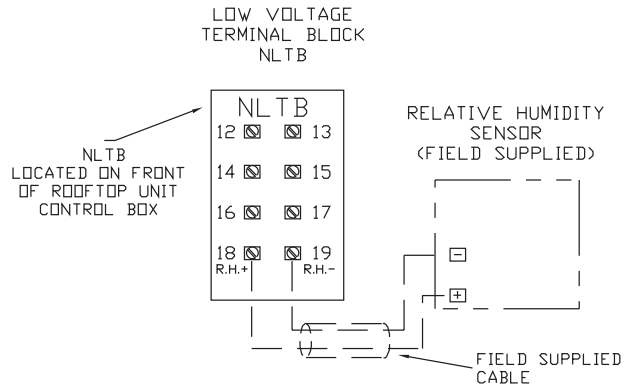 LOW VOLTAGE
TERMINAL BLOCK
NLTB
NLTB
12 13
14 15
16 17
18 19
R.H.+ R.H.-
NLTB
LOCATED ON FRONT
OF ROOFTOP UNIT
CONTROL BOX
RELATIVE HUMIDITY
SENSOR
(FIELD SUPPLIED)
-
+
FIELD SUPPLIED
CABLE